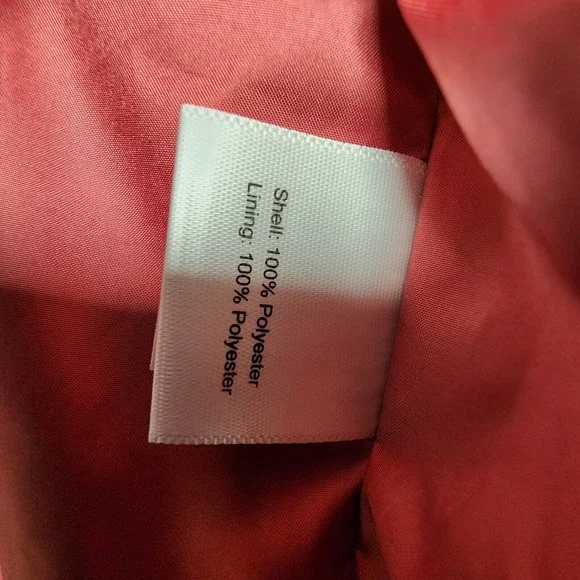 Shell: 100% Polyester
Lining: 100% Polyester